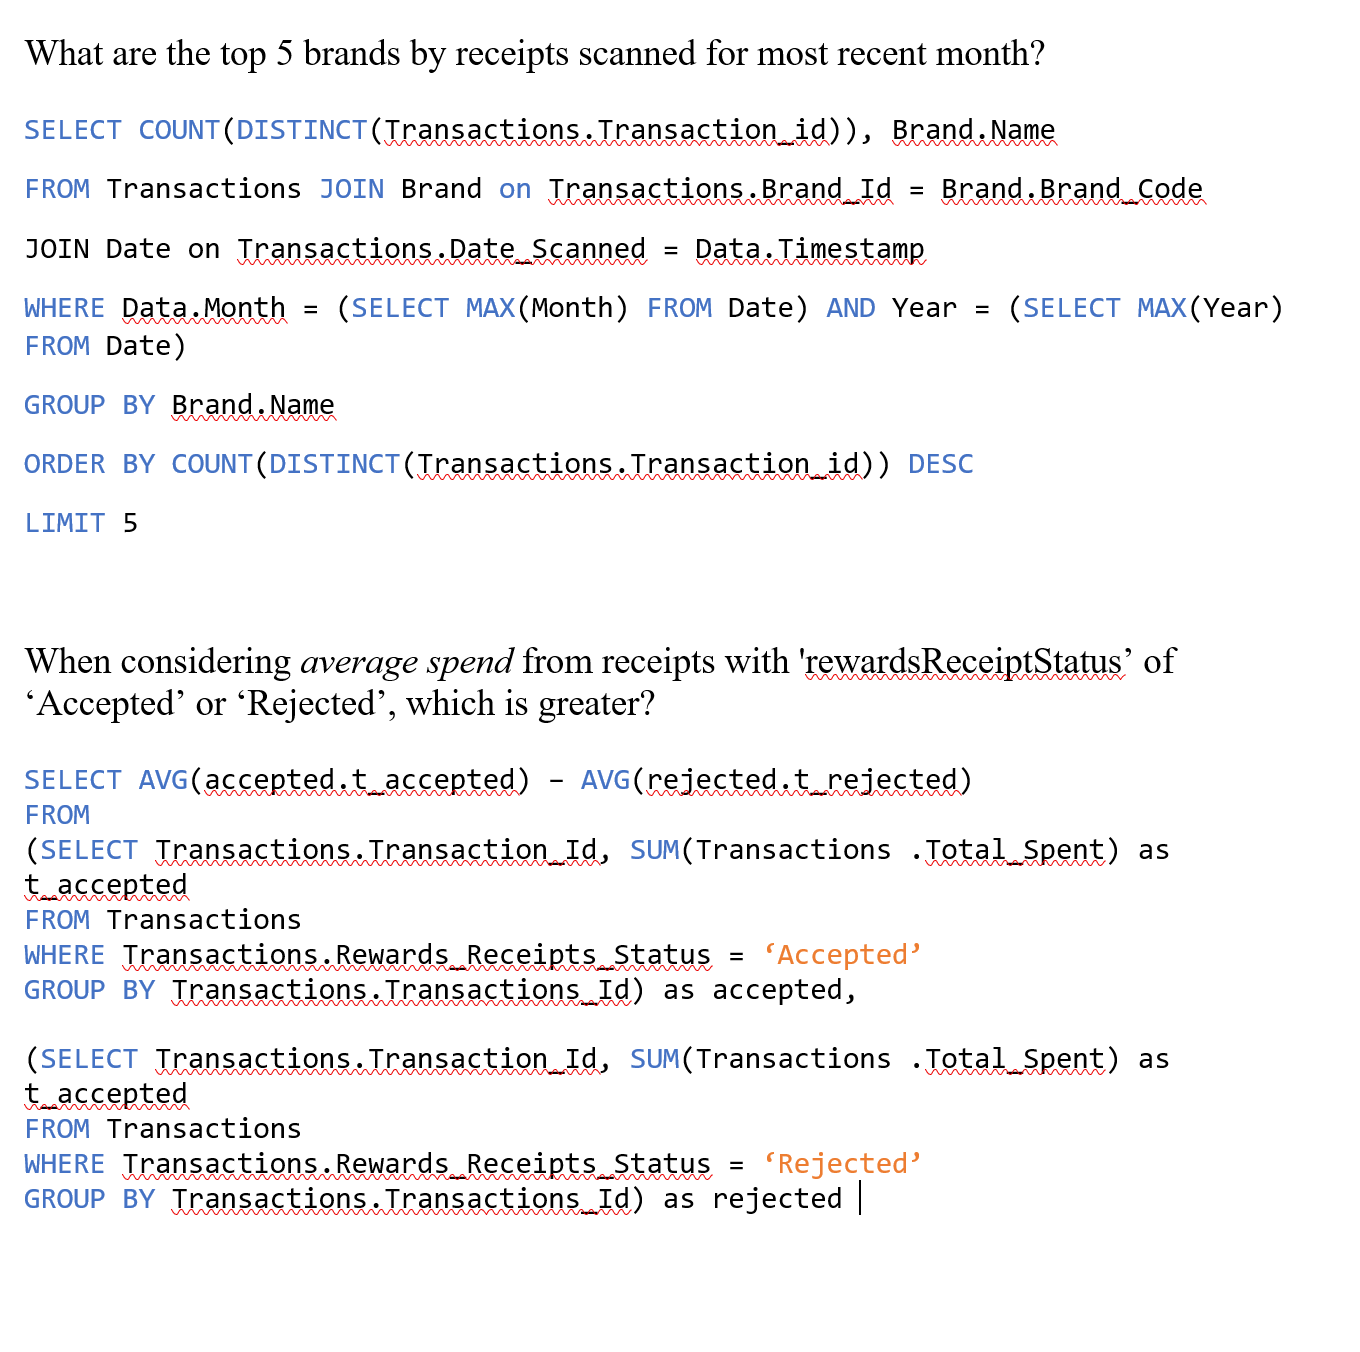 What are the top 5 brands by receipts scanned for most recent month?
SELECT COUNT(DISTINCT(Transactions.Transaction_id)), Brand.Name
FROM Transactions JOIN Brand on Transactions.Brand_Id = Brand.Brand_Code
JOIN Date on Transactions.Date_Scanned = Data.Timestamp
WHERE Data.Month = (SELECT MAX(Month) FROM Date) AND Year = (SELECT MAX(Year)
FROM Date)
GROUP BY Brand.Name
ORDER BY COUNT(DISTINCT(Transactions.Transaction_id)) DESC
LIMIT 5
When considering average spend from receipts with 'rewardsReceiptStatus’ of
‘Accepted’ or ‘Rejected’, which is greater?
SELECT AVG(accepted.t_accepted) – AVG(rejected.t_rejected)
FROM
(SELECT Transactions.Transaction_Id, SUM(Transactions .Total_Spent) as
t_accepted
FROM Transactions
WHERE Transactions.Rewards_Receipts_Status = ‘Accepted’
GROUP BY Transactions.Transactions_Id) as accepted,
(SELECT Transactions.Transaction_Id, SUM(Transactions .Total_Spent) as
t_accepted
FROM Transactions
WHERE Transactions.Rewards_Receipts_Status = ‘Rejected’
GROUP BY Transactions.Transactions_Id) as rejected